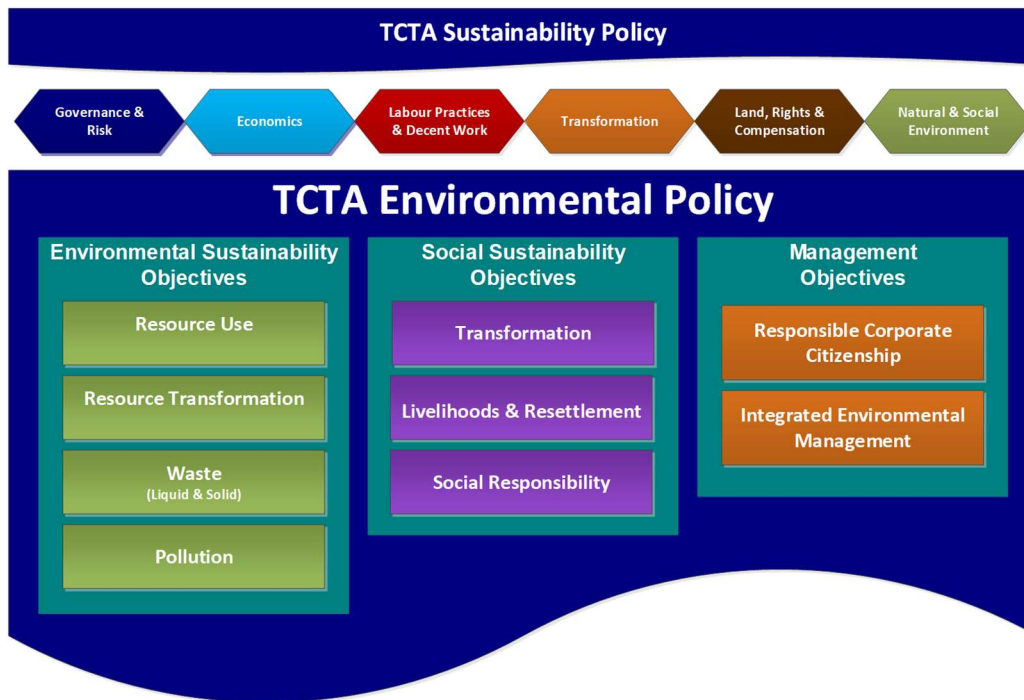 TCTA Sustainability Policy
Governance &
Risk
Economics
Labour Practices
& Decent Work
Transformation
Land, Rights &
Compensation
Natural & Social
Environment
TCTA Environmental Policy
Environmental Sustainability
Objectives
Resource Use
Resource Transformation
Waste
(Liquid & Solid)
Pollution
Social Sustainability
Objectives
Transformation
Livelihoods & Resettlement
Social Responsibility
Management
Objectives
Responsible Corporate
Citizenship
Integrated Environmental
Management